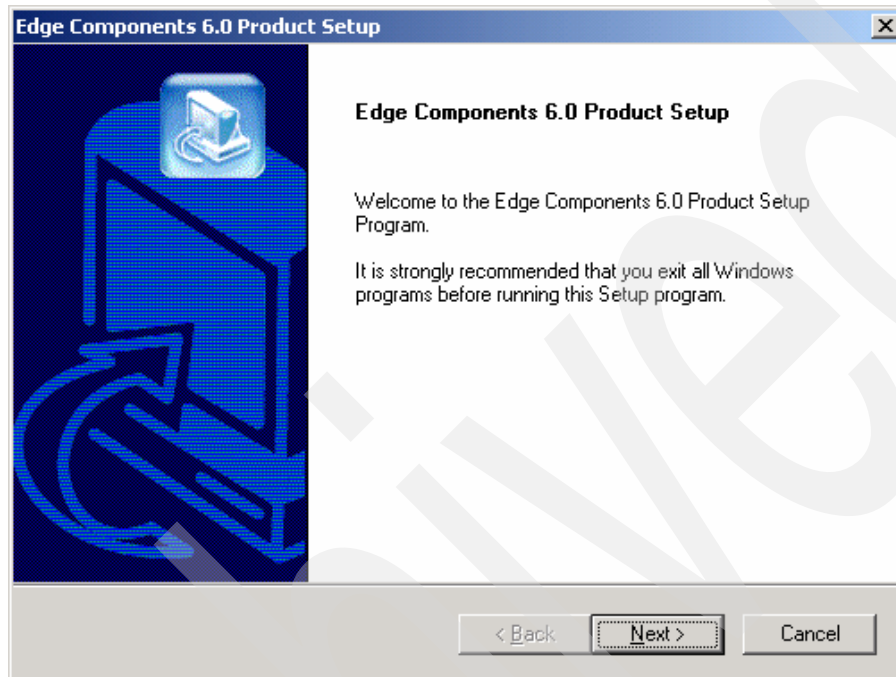 Edge Components 6.0 Product Setup
Edge Components 6.0 Product Setup
Welcome to the Edge Components 6.0 Product Setup
Program.
It is strongly recommended that you exit all Windows
programs before running this Setup program.
< Back
Next >
Cancel